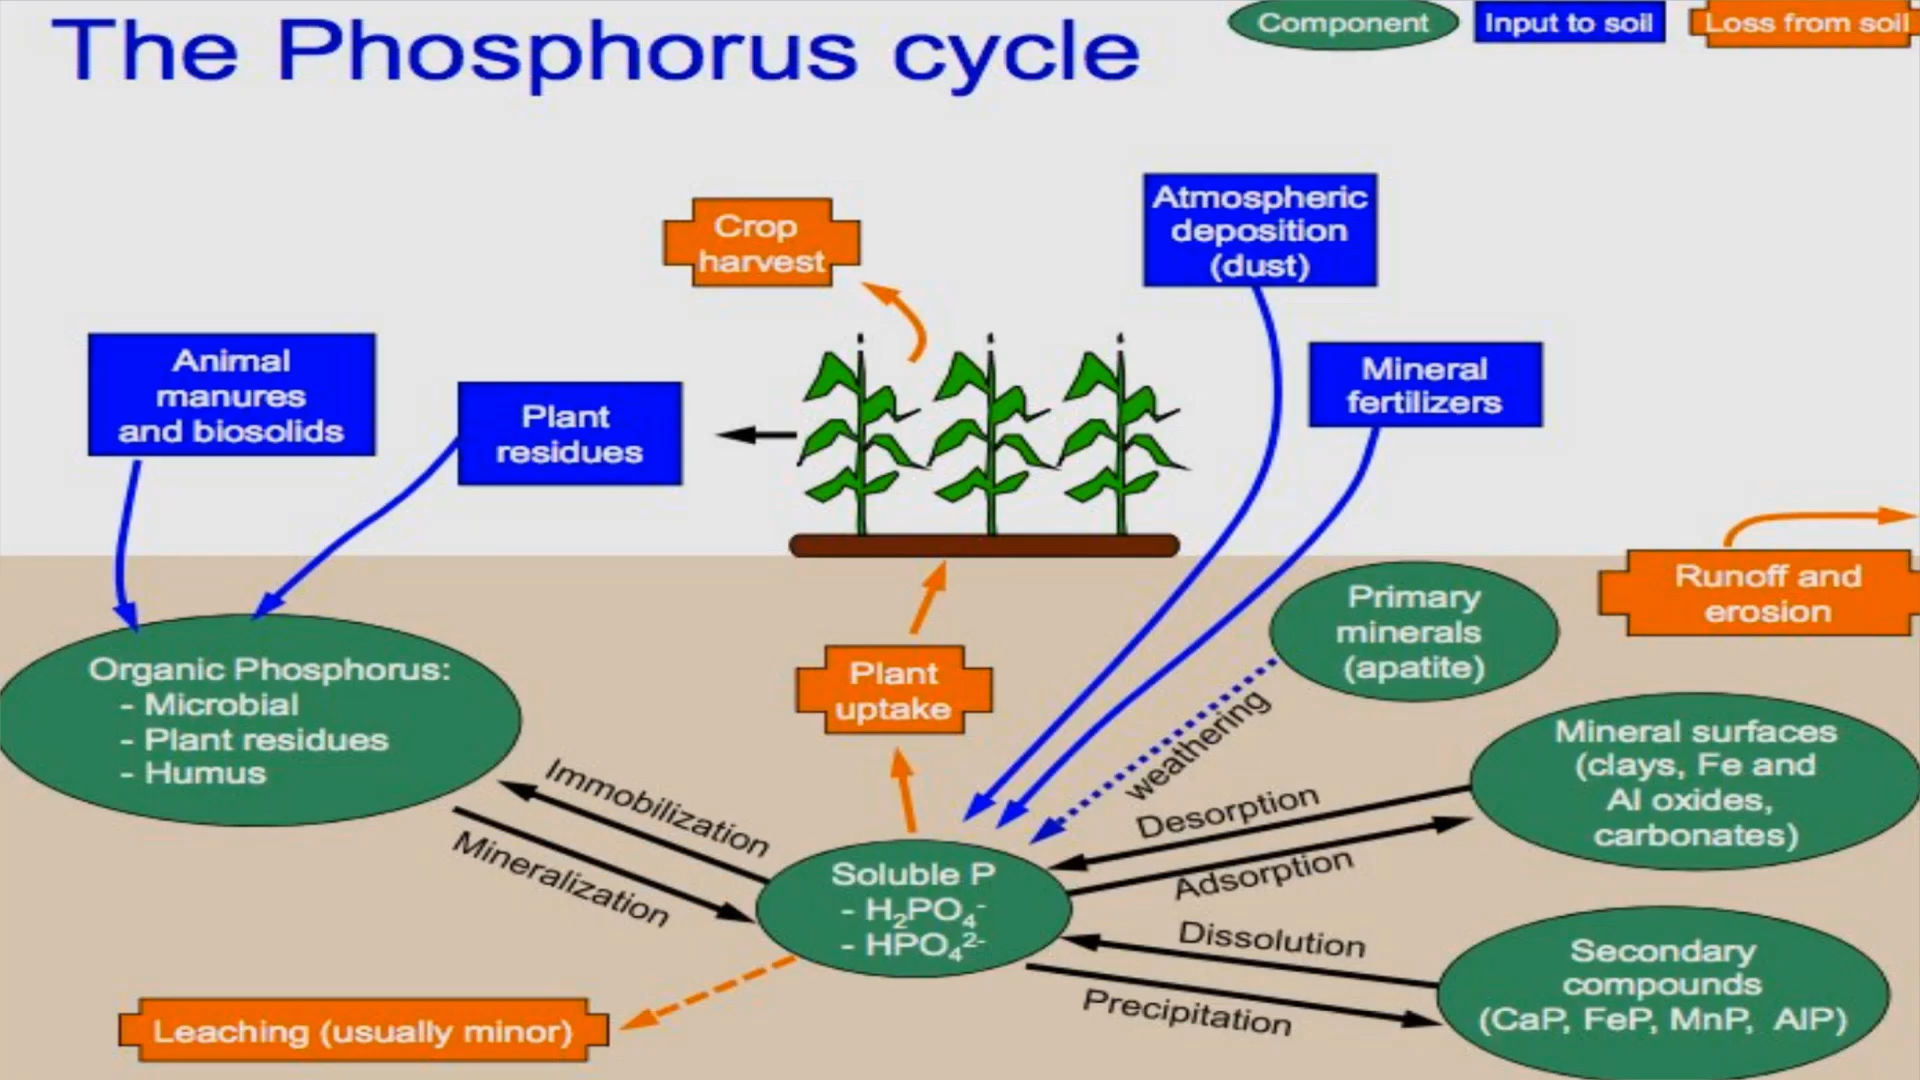 The Phosphorus cycle
Component
Input to soil
Loss from soil
Atmospheric
deposition
(dust)
Crop
harvest
Mineral
fertilizers
Animal
manures
and biosolids
Plant
residues
Runoff and
erosion
Primary
minerals
(apatite)
Organic Phosphorus:
- Microbial
- Plant residues
- Humus
Plant
uptake
weathering
Mineral surfaces
(clays, Fe and
Al oxides,
carbonates)
Immobilization
Mineralization
Desorption
Adsorption
Soluble P
- H₂PO₄⁻
- HPO₄²⁻
Dissolution
Precipitation
Secondary
compounds
(CaP, FeP, MnP, AlP)
Leaching (usually minor)